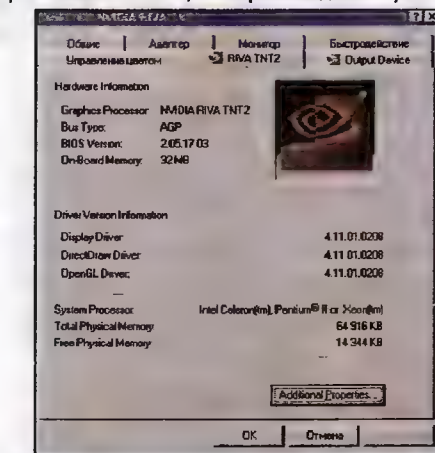 Общие Адаптер Монитор Быстродействие
Управление цветом RIVA TNT2 Output Device
Hardware Information
Graphics Processor NVIDIA RIVA TNT2
Bus Type: AGP
BIOS Version: 2.05.17.03
On-Board Memory: 32 MB
Driver Version Information
Display Driver 4.11.01.0208
DirectDraw Driver 4.11.01.0208
OpenGL Driver: 4.11.01.0208
System Processor Intel Celeron(tm), Pentium® II or Xeon(tm)
Total Physical Memory 64 916 KB
Free Physical Memory 14 344 KB
Additional Properties...
OK Отмена